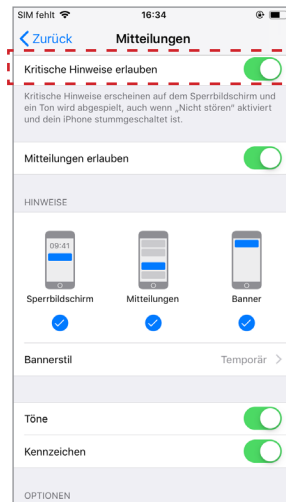 SIM fehlt 16:34
Zurück Mitteilungen
Kritische Hinweise erlauben
Kritische Hinweise erscheinen auf dem Sperrbildschirm und
ein Ton wird abgespielt, auch wenn „Nicht stören" aktiviert
und dein iPhone stummgeschaltet ist.
Mitteilungen erlauben
HINWEISE
09:41
Sperrbildschirm Mitteilungen Banner
Bannerstil Temporär
Töne
Kennzeichen
OPTIONEN